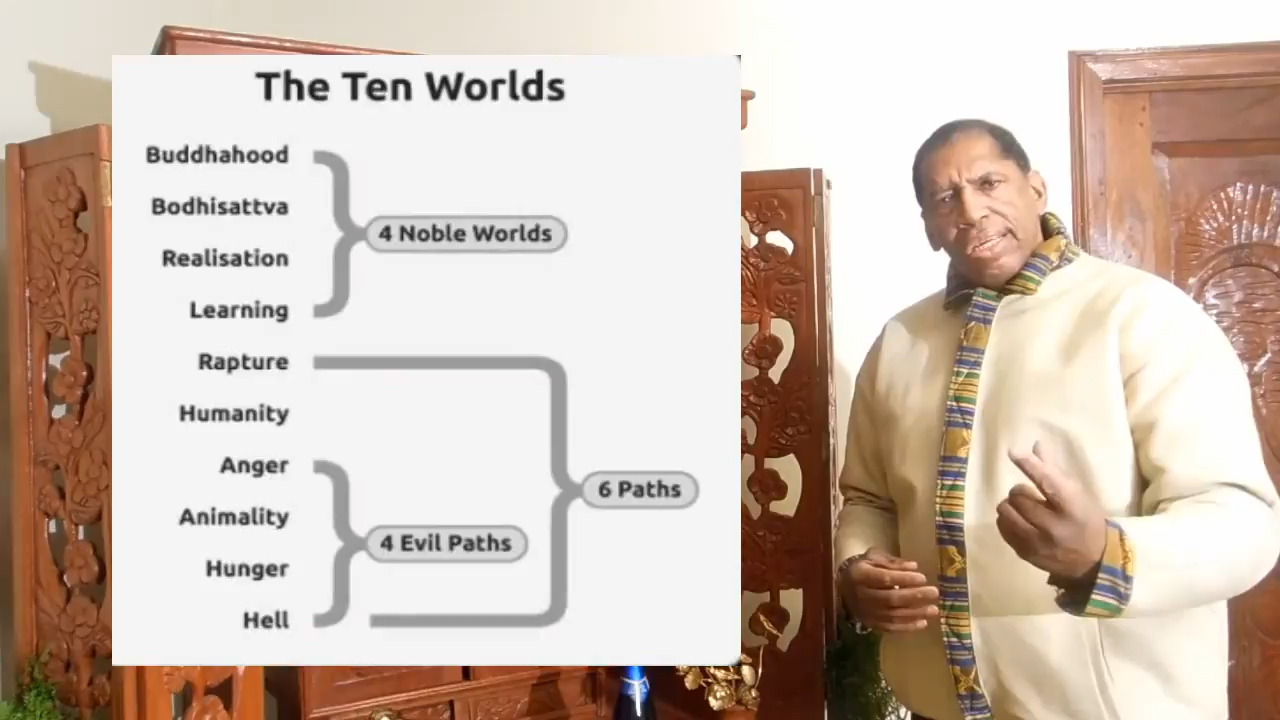 The Ten Worlds
Buddhahood
Bodhisattva
4 Noble Worlds
Realisation
Learning
Rapture
Humanity
Anger
6 Paths
Animality
4 Evil Paths
Hunger
Hell